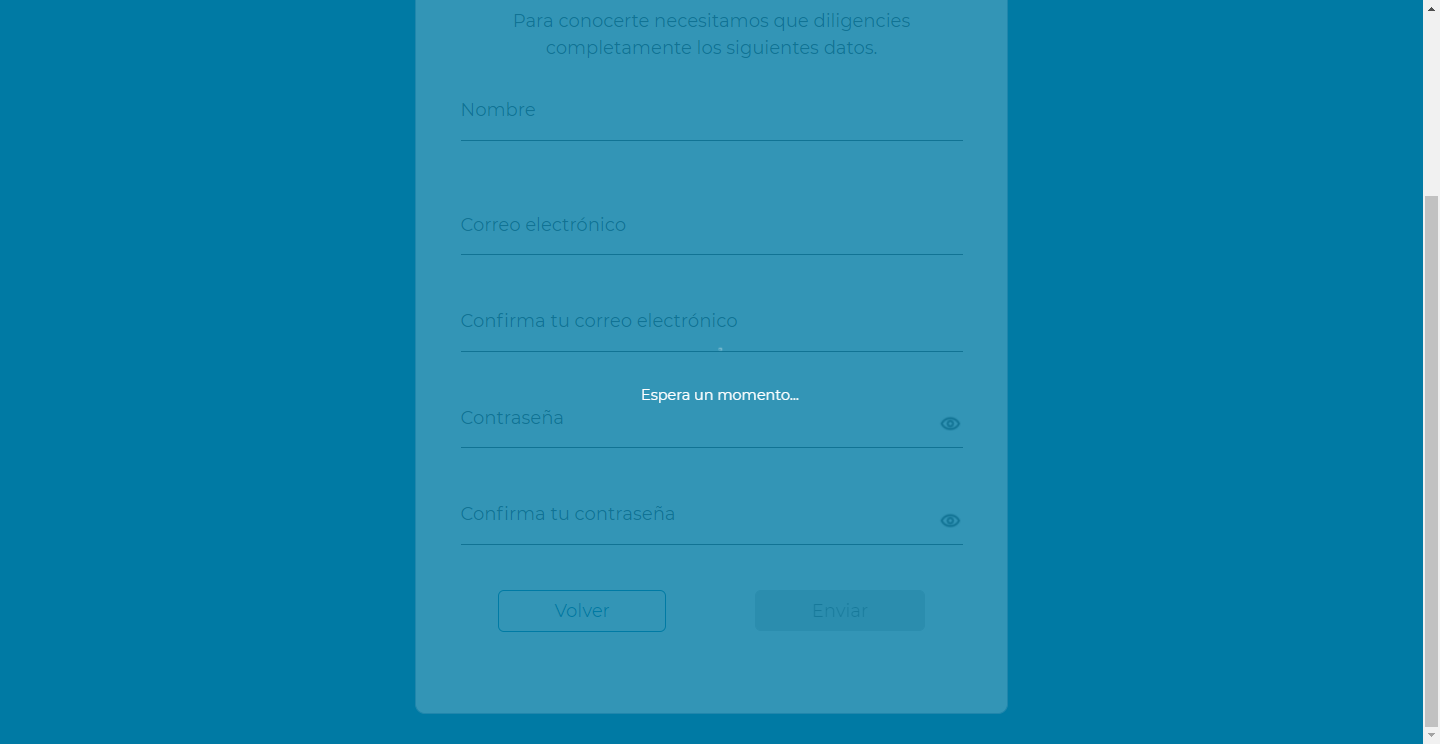 Para conocerte necesitamos que diligencies
completamente los siguientes datos.
Nombre
Correo electrónico
Confirma tu correo electrónico
Espera un momento...
Contraseña
Confirma tu contraseña
Volver
Enviar